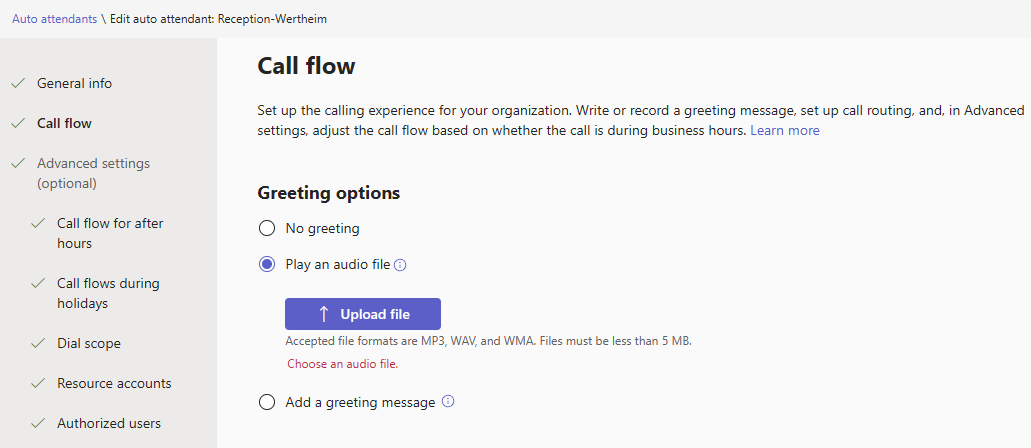 Auto attendants \ Edit auto attendant: Reception-Wertheim
General info
Call flow
Advanced settings
(optional)
Call flow for after
hours
Call flows during
holidays
Dial scope
Resource accounts
Authorized users
Call flow
Set up the calling experience for your organization. Write or record a greeting message, set up call routing, and, in Advanced
settings, adjust the call flow based on whether the call is during business hours. Learn more
Greeting options
No greeting
Play an audio file
Upload file
Accepted file formats are MP3, WAV, and WMA. Files must be less than 5 MB.
Choose an audio file.
Add a greeting message